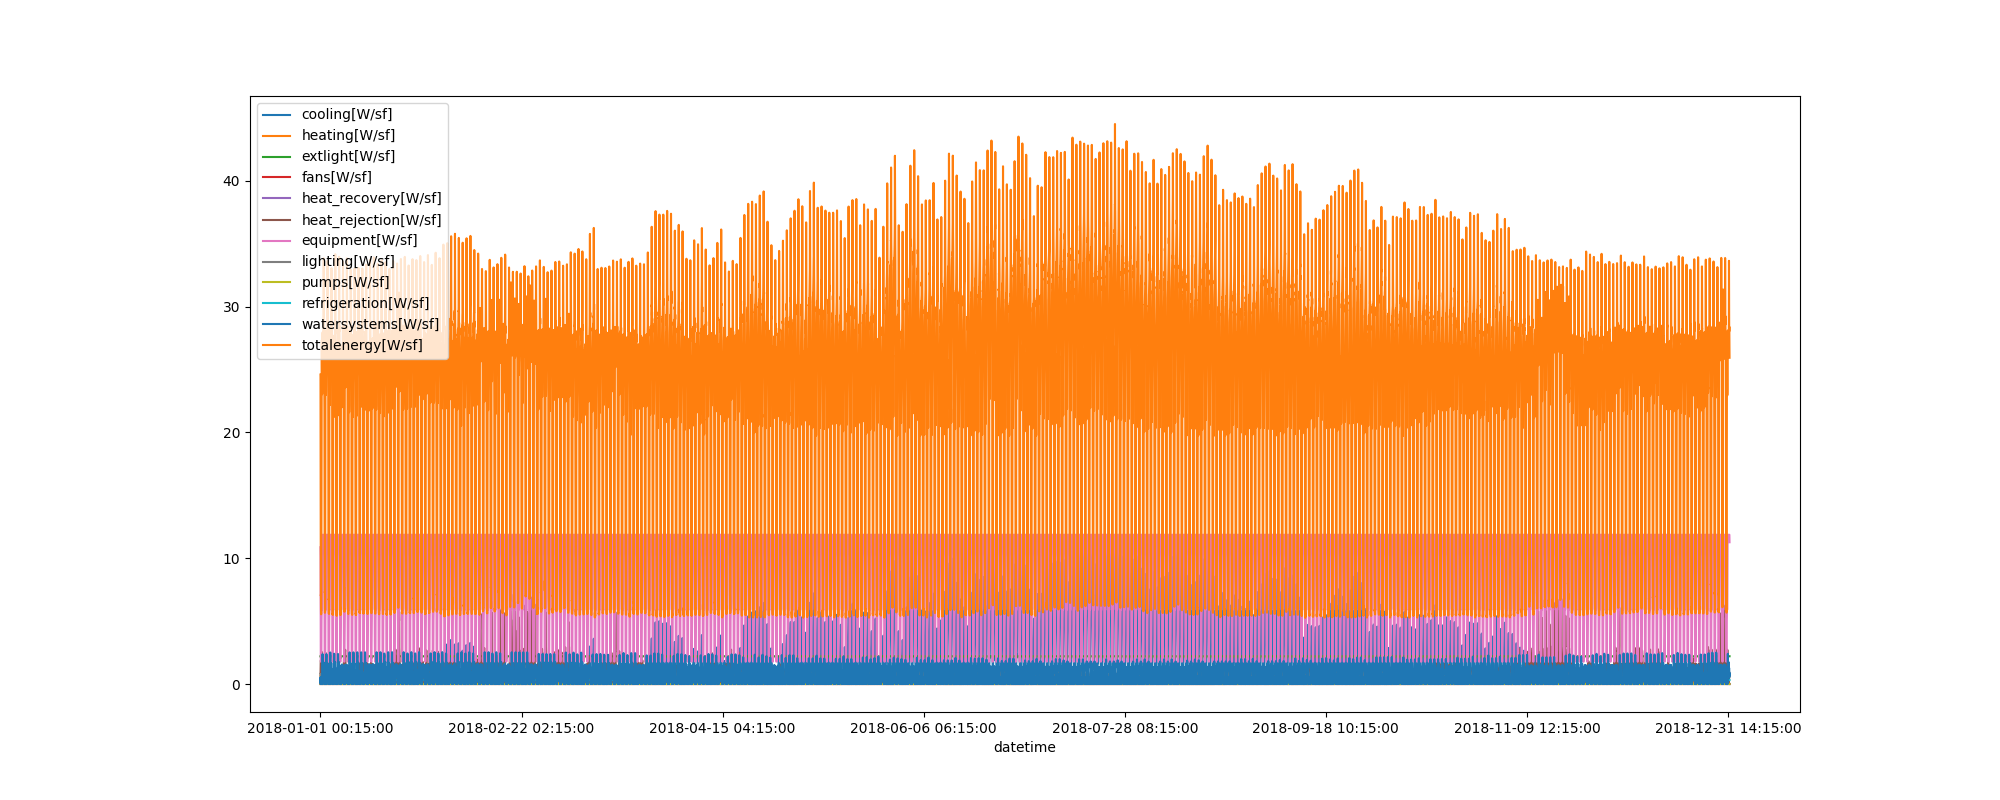 cooling[W/sf]
heating[W/sf]
extlight[W/sf]
fans[W/sf]
heat_recovery[W/sf]
heat_rejection[W/sf]
equipment[W/sf]
lighting[W/sf]
pumps[W/sf]
refrigeration[W/sf]
watersystems[W/sf]
totalenergy[W/sf]
40
30
20
10
0
2018-01-01 00:15:00 2018-02-22 02:15:00 2018-04-15 04:15:00 2018-06-06 06:15:00 2018-07-28 08:15:00 2018-09-18 10:15:00 2018-11-09 12:15:00 2018-12-31 14:15:00
datetime